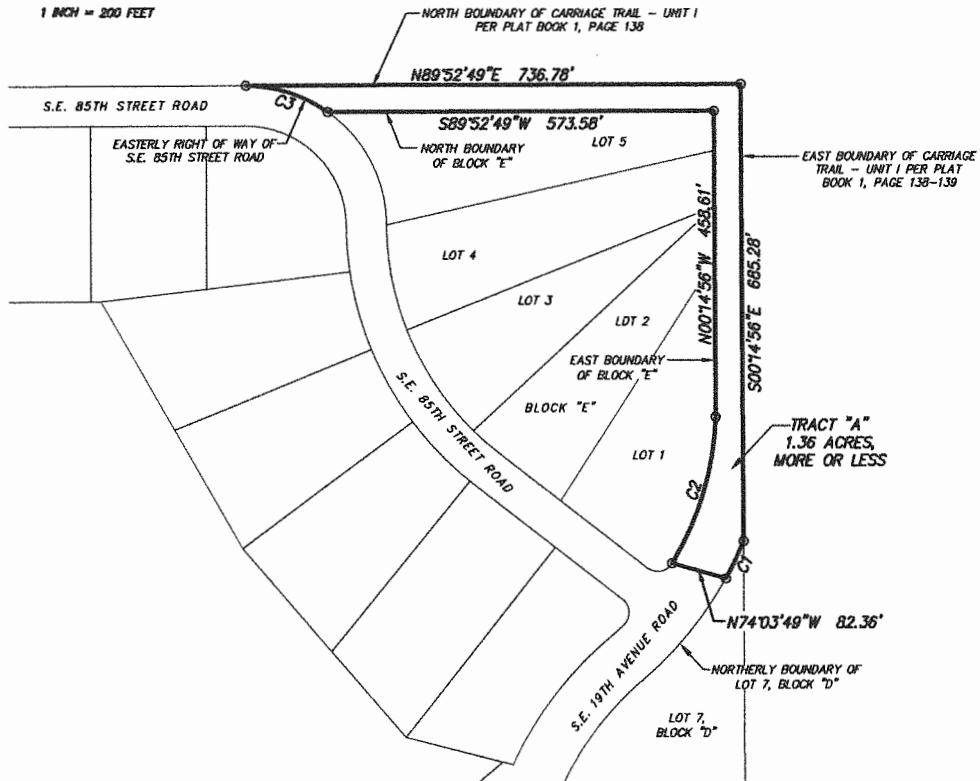 1 INCH = 200 FEET
NORTH BOUNDARY OF CARRIAGE TRAIL - UNIT I
PER PLAT BOOK 1, PAGE 138
N89°52'49"E 736.78'
S.E. 85TH STREET ROAD
C3
S89°52'49"W 573.58'
EASTERLY RIGHT OF WAY OF
S.E. 85TH STREET ROAD
NORTH BOUNDARY
OF BLOCK "E"
LOT 5
EAST BOUNDARY OF CARRIAGE
TRAIL - UNIT I PER PLAT
BOOK 1, PAGE 138-139
N00°14'56"W 458.61'
S00°14'56"E 685.28'
LOT 4
LOT 3
LOT 2
EAST BOUNDARY
OF BLOCK "E"
S.E. 85TH STREET ROAD
BLOCK "E"
TRACT "A"
1.36 ACRES,
MORE OR LESS
LOT 1
C2
C1
N74°03'49"W 82.36'
S.E. 19TH AVENUE ROAD
NORTHERLY BOUNDARY OF
LOT 7, BLOCK "D"
LOT 7,
BLOCK "D"